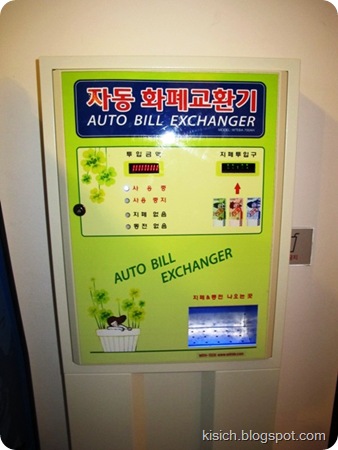 자동 화폐교환기
AUTO BILL EXCHANGER
투입금액
지폐투입구
사용중
사용중지
지폐 없음
동전 없음
AUTO BILL
EXCHANGER
지폐&동전 나오는곳
kisich.blogspot.com